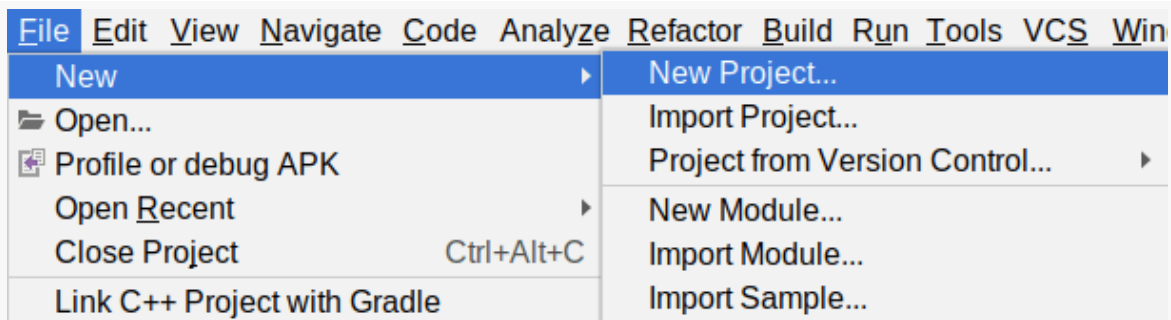 File Edit View Navigate Code Analyze Refactor Build Run Tools VCS Win
New
Open...
Profile or debug APK
Open Recent
Close Project Ctrl+Alt+C
Link C++ Project with Gradle
New Project...
Import Project...
Project from Version Control...
New Module...
Import Module...
Import Sample...